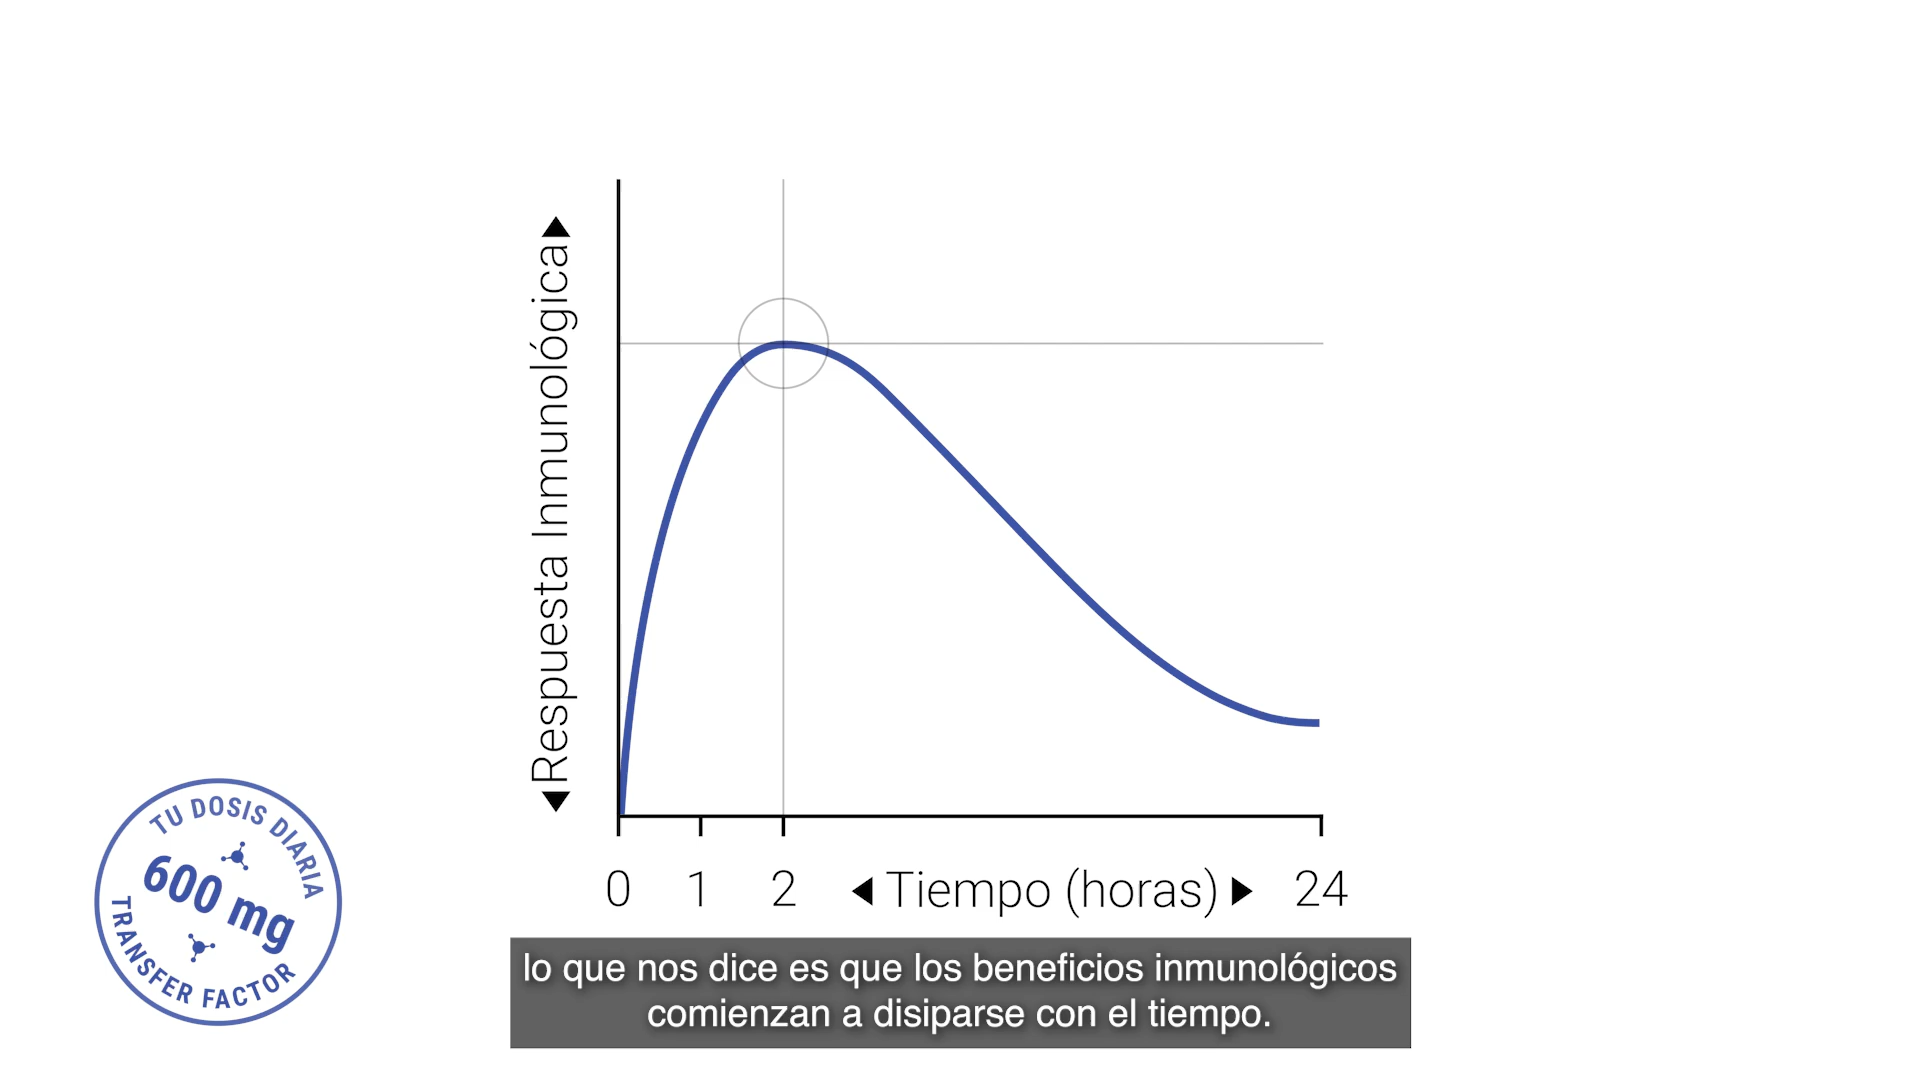 ◀Respuesta Inmunológica▶
0
1
2
◀ Tiempo (horas) ▶
24
TU DOSIS DIARIA
600 mg
TRANSFER FACTOR
lo que nos dice es que los beneficios inmunológicos
comienzan a disiparse con el tiempo.